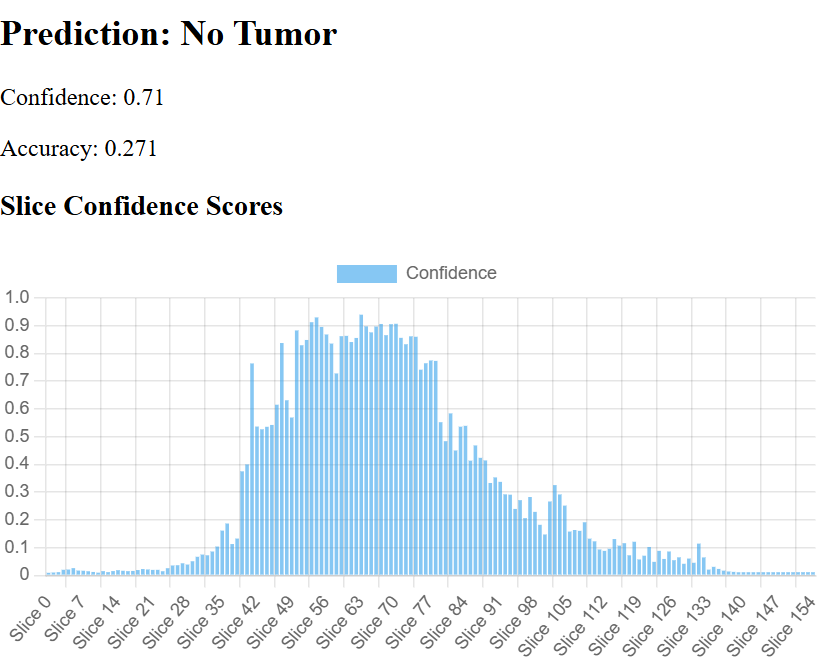 Prediction: No Tumor
Confidence: 0.71
Accuracy: 0.271
Slice Confidence Scores
Confidence
1.0
0.9
0.8
0.7
0.6
0.5
0.4
0.3
0.2
0.1
0
Slice 0
Slice 7
Slice 14
Slice 21
Slice 28
Slice 35
Slice 42
Slice 49
Slice 56
Slice 63
Slice 70
Slice 77
Slice 84
Slice 91
Slice 98
Slice 105
Slice 112
Slice 119
Slice 126
Slice 133
Slice 140
Slice 147
Slice 154